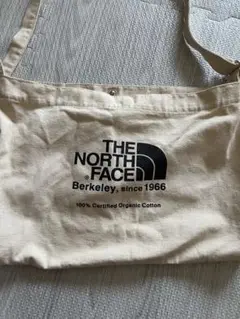 THE
NORTH
FACE
Berkeley, since 1966
100% Certified Organic Cotton